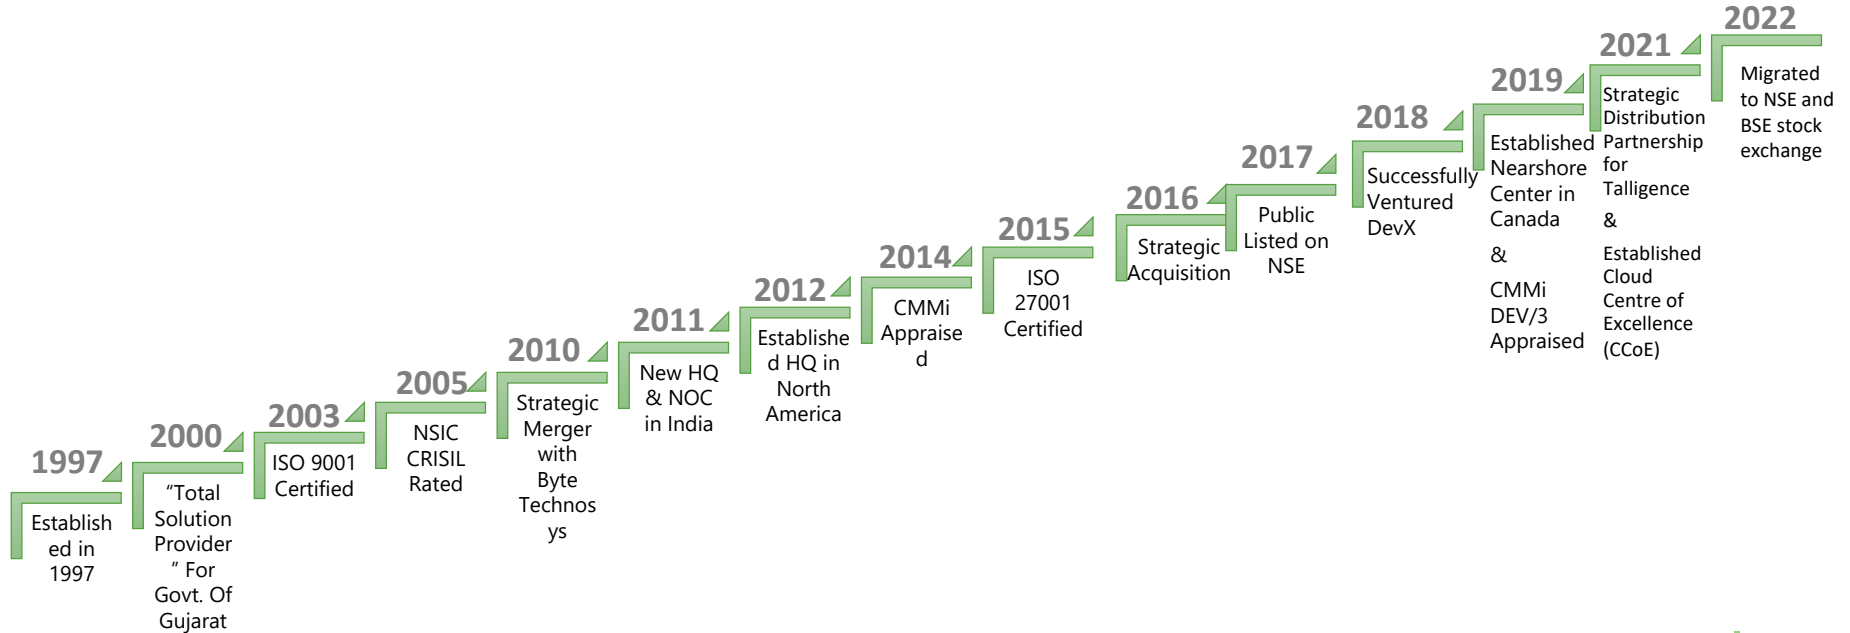 1997
Establish
ed in
1997
2000
“Total
Solution
Provider
” For
Govt. Of
Gujarat
2003
ISO 9001
Certified
2005
NSIC
CRISIL
Rated
2010
Strategic
Merger
with
Byte
Technos
ys
2011
New HQ
& NOC
in India
2012
Establishe
d HQ in
North
America
2014
CMMi
Appraise
d
2015
ISO
27001
Certified
2016
Strategic
Acquisition
2017
Public
Listed on
NSE
2018
Successfully
Ventured
DevX
2019
Established
Nearshore
Center in
Canada
&
CMMi
DEV/3
Appraised
2021
Strategic
Distribution
Partnership
for
Talligence
&
Established
Cloud
Centre of
Excellence
(CCoE)
2022
Migrated
to NSE and
BSE stock
exchange